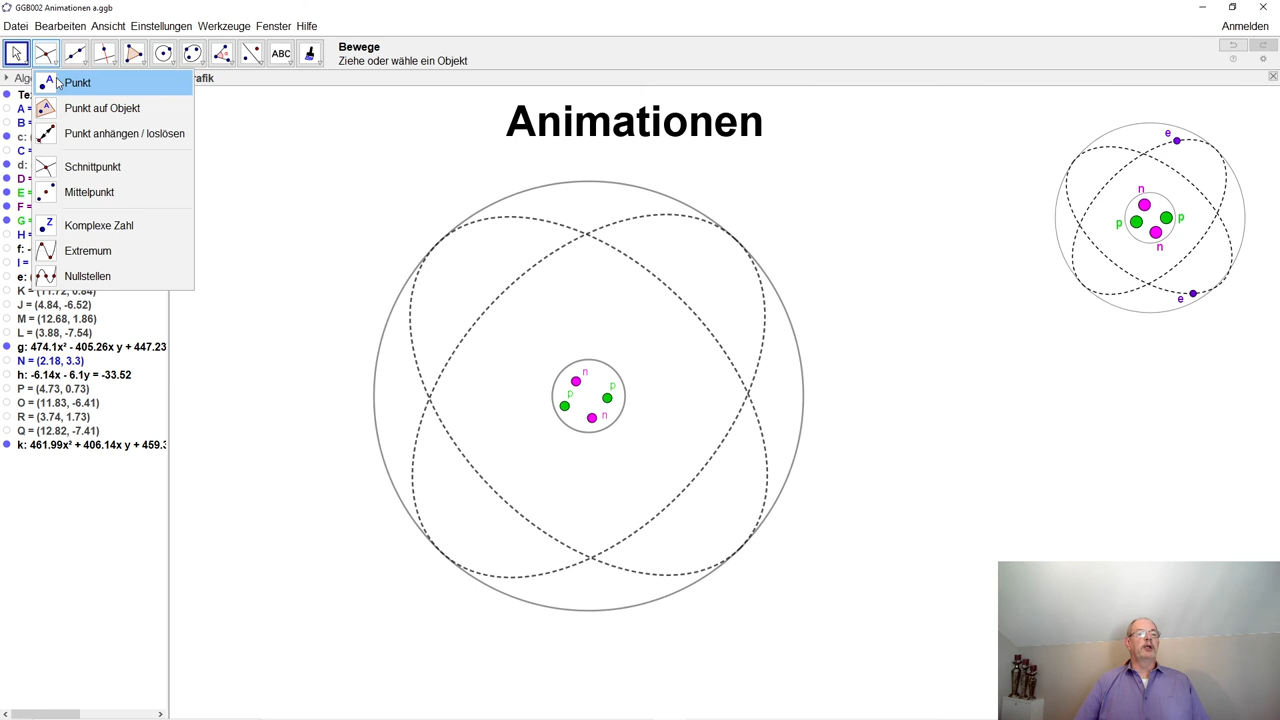 GGB002 Animationen a.ggb
Datei Bearbeiten Ansicht Einstellungen Werkzeuge Fenster Hilfe
Anmelden
ABC
Bewege
Ziehe oder wähle ein Objekt
Punkt
Punkt auf Objekt
Punkt anhängen / loslösen
Schnittpunkt
Mittelpunkt
Komplexe Zahl
Extremum
Nullstellen
A =
B =
c:
C =
d:
D =
E =
F =
G =
H =
f:
I =
e:
J = (4.84, -6.52)
M = (12.68, 1.86)
L = (3.88, -7.54)
g: 474.1x² - 405.26x y + 447.23
N = (2.18, 3.3)
h: -6.14x - 6.1y = -33.52
P = (4.73, 0.73)
O = (11.83, -6.41)
R = (3.74, 1.73)
Q = (12.82, -7.41)
k: 461.99x² + 406.14x y + 459.
Animationen
n
p
p
n
e
n
p
p
n
e